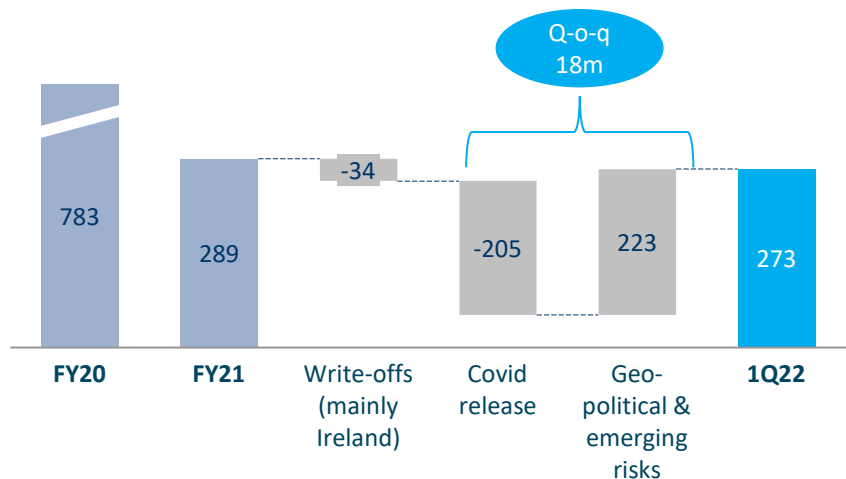 Q-o-q
18m
783
289
-34
-205
223
273
FY20
FY21
Write-offs
(mainly
Ireland)
Covid
release
Geo-
political &
emerging
risks
1Q22